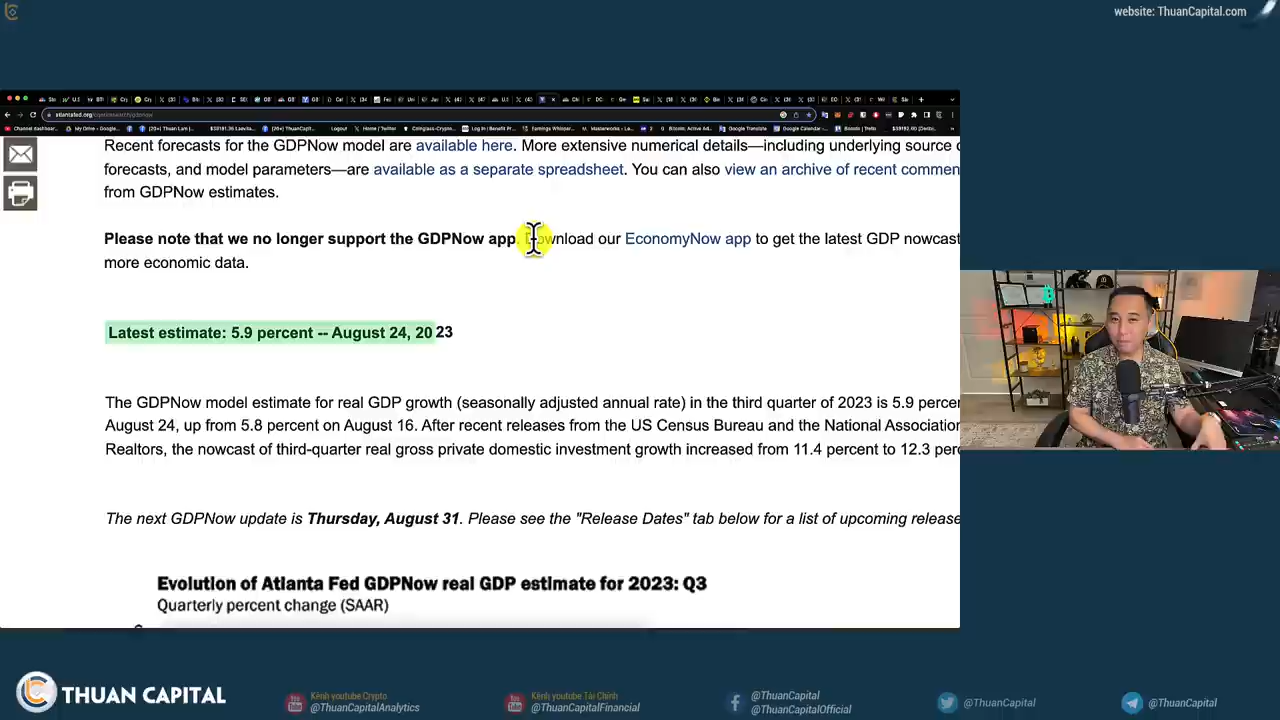 website: ThuanCapital.com
Recent forecasts for the GDPNow model are available here. More extensive numerical details—including underlying source
forecasts, and model parameters—are available as a separate spreadsheet. You can also view an archive of recent commen
from GDPNow estimates.
Please note that we no longer support the GDPNow app. Download our EconomyNow app to get the latest GDP nowcast
more economic data.
Latest estimate: 5.9 percent -- August 24, 2023
The GDPNow model estimate for real GDP growth (seasonally adjusted annual rate) in the third quarter of 2023 is 5.9 percen
August 24, up from 5.8 percent on August 16. After recent releases from the US Census Bureau and the National Association
Realtors, the nowcast of third-quarter real gross private domestic investment growth increased from 11.4 percent to 12.3 perc
The next GDPNow update is Thursday, August 31. Please see the "Release Dates" tab below for a list of upcoming release
Evolution of Atlanta Fed GDPNow real GDP estimate for 2023: Q3
Quarterly percent change (SAAR)
THUAN CAPITAL
Kênh youtube Crypto
@ThuanCapitalAnalytics
Kênh youtube Tài Chính
@ThuanCapitalFinancial
@ThuanCapital
@ThuanCapitalOfficial
@ThuanCapital
@ThuanCapital